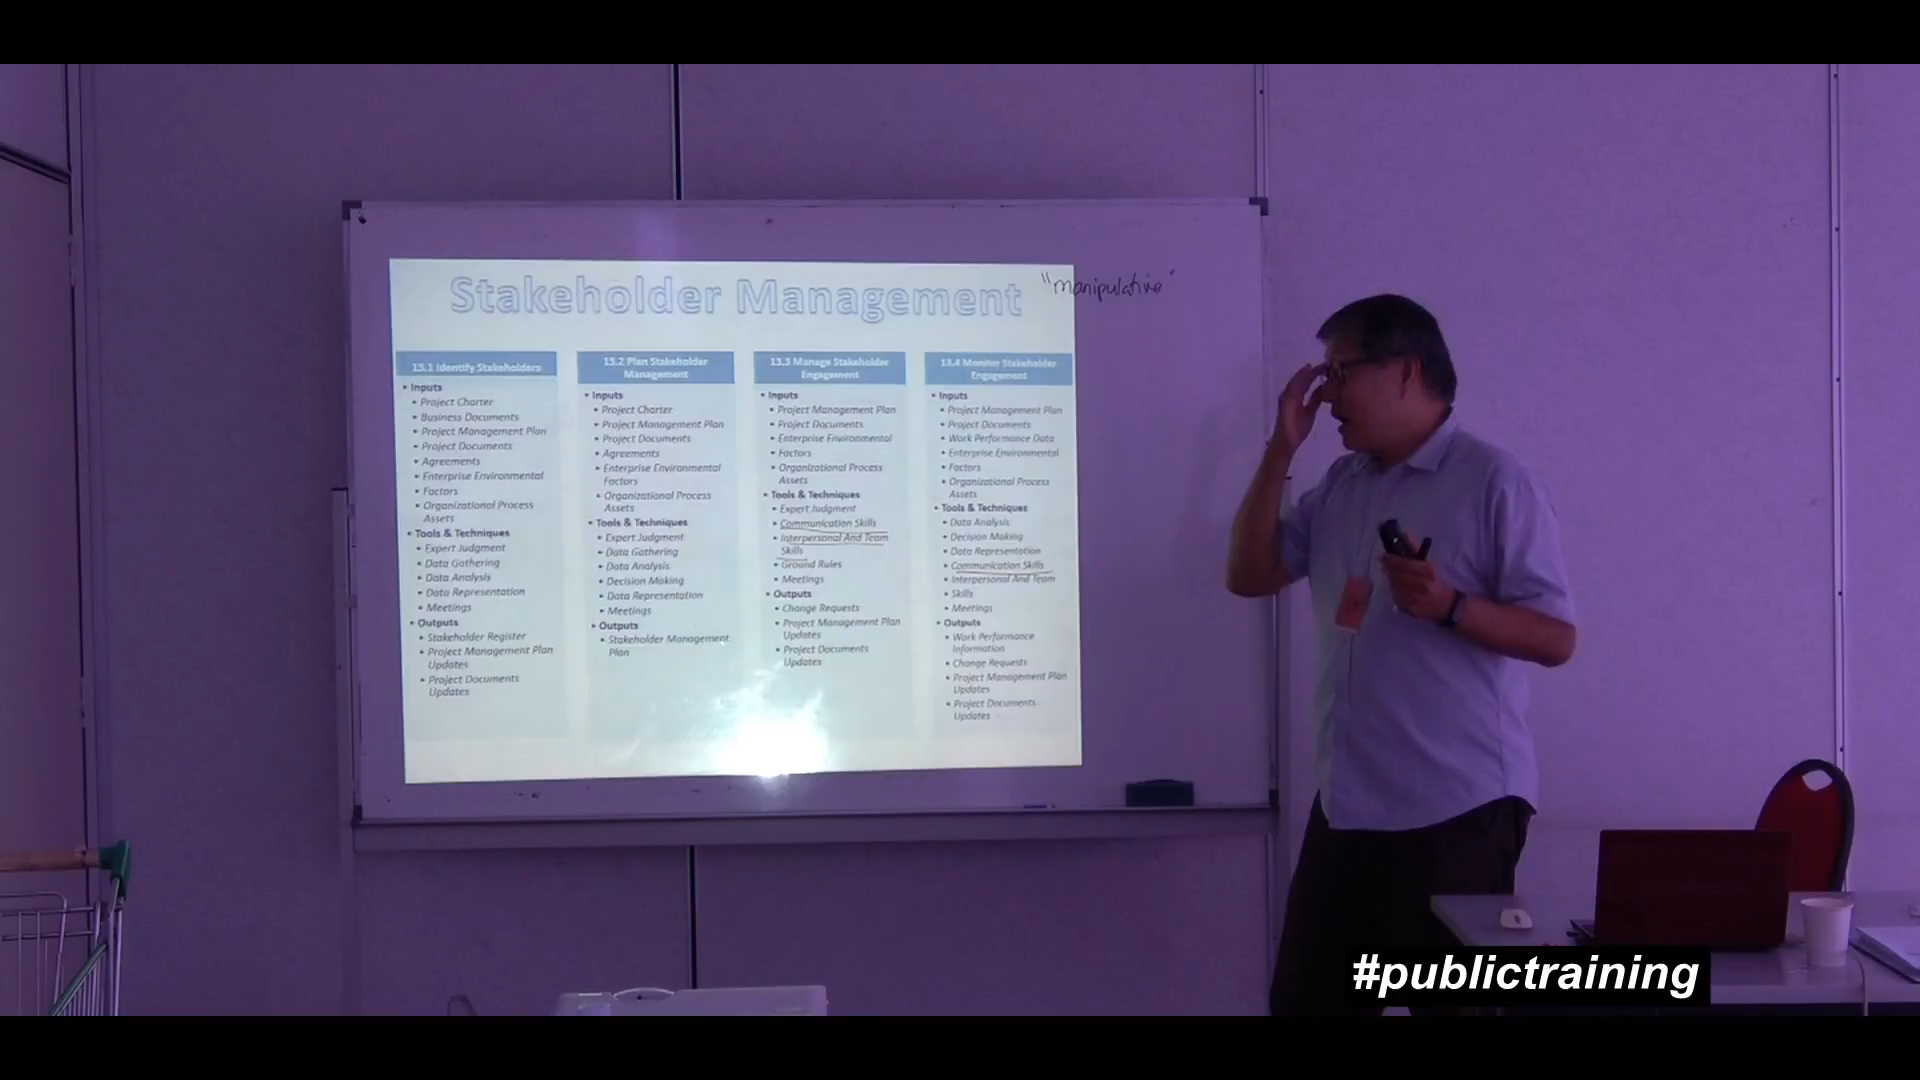 Stakeholder Management
"manipulative"
13.1 Identify Stakeholders
• Inputs
• Project Charter
• Business Documents
• Project Management Plan
• Project Documents
• Agreements
• Enterprise Environmental
• Factors
• Organizational Process
Assets
• Tools & Techniques
• Expert Judgment
• Data Gathering
• Data Analysis
• Data Representation
• Meetings
• Outputs
• Stakeholder Register
• Project Management Plan
Updates
• Project Documents
Updates
13.2 Plan Stakeholder
Management
• Inputs
• Project Charter
• Project Management Plan
• Project Documents
• Agreements
• Enterprise Environmental
Factors
• Organizational Process
Assets
• Tools & Techniques
• Expert Judgment
• Data Gathering
• Data Analysis
• Decision Making
• Data Representation
• Meetings
• Outputs
• Stakeholder Management
Plan
13.3 Manage Stakeholder
Engagement
• Inputs
• Project Management Plan
• Project Documents
• Enterprise Environmental
• Factors
• Organizational Process
Assets
• Tools & Techniques
• Expert Judgment
• Communication Skills
• Interpersonal And Team
Skills
• Ground Rules
• Meetings
• Outputs
• Change Requests
• Project Management Plan
Updates
• Project Documents
Updates
13.4 Monitor Stakeholder
Engagement
• Inputs
• Project Management Plan
• Project Documents
• Work Performance Data
• Enterprise Environmental
• Factors
• Organizational Process
Assets
• Tools & Techniques
• Data Analysis
• Decision Making
• Data Representation
• Communication Skills
• Interpersonal And Team
• Skills
• Meetings
• Outputs
• Work Performance
Information
• Change Requests
• Project Management Plan
Updates
• Project Documents
Updates
#publictraining